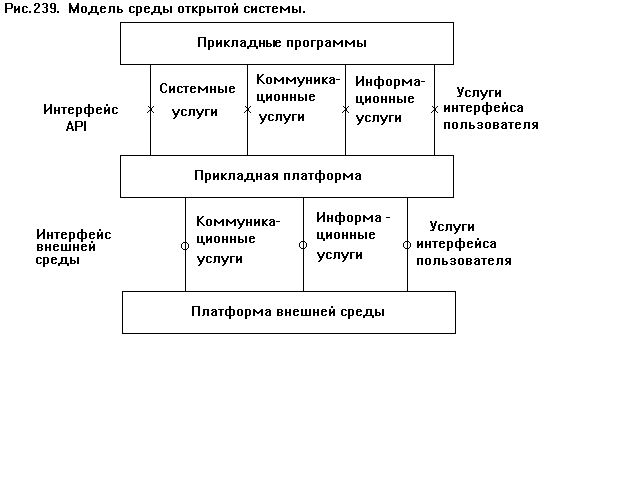 Рис.239. Модель среды открытой системы.
Прикладные программы
Интерфейс
API
Системные
услуги
Коммуника-
ционные
услуги
Информа-
ционные
услуги
Услуги
интерфейса
пользователя
Прикладная платформа
Интерфейс
внешней
среды
Коммуника-
ционные
услуги
Информа -
ционные
услуги
Услуги
интерфейса
пользователя
Платформа внешней среды